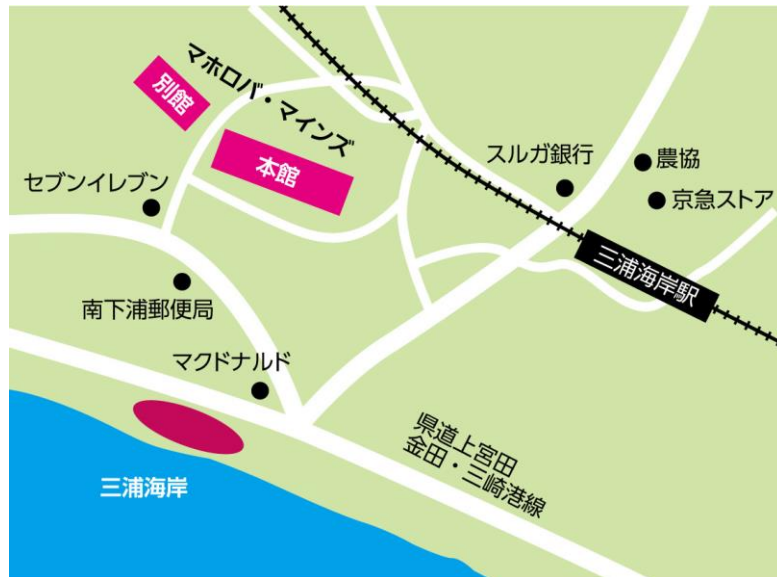 マホロバ・マインズ
別館
本館
スルガ銀行
農協
京急ストア
セブンイレブン
三浦海岸駅
南下浦郵便局
マクドナルド
県道上宮田
金田・三崎港線
三浦海岸